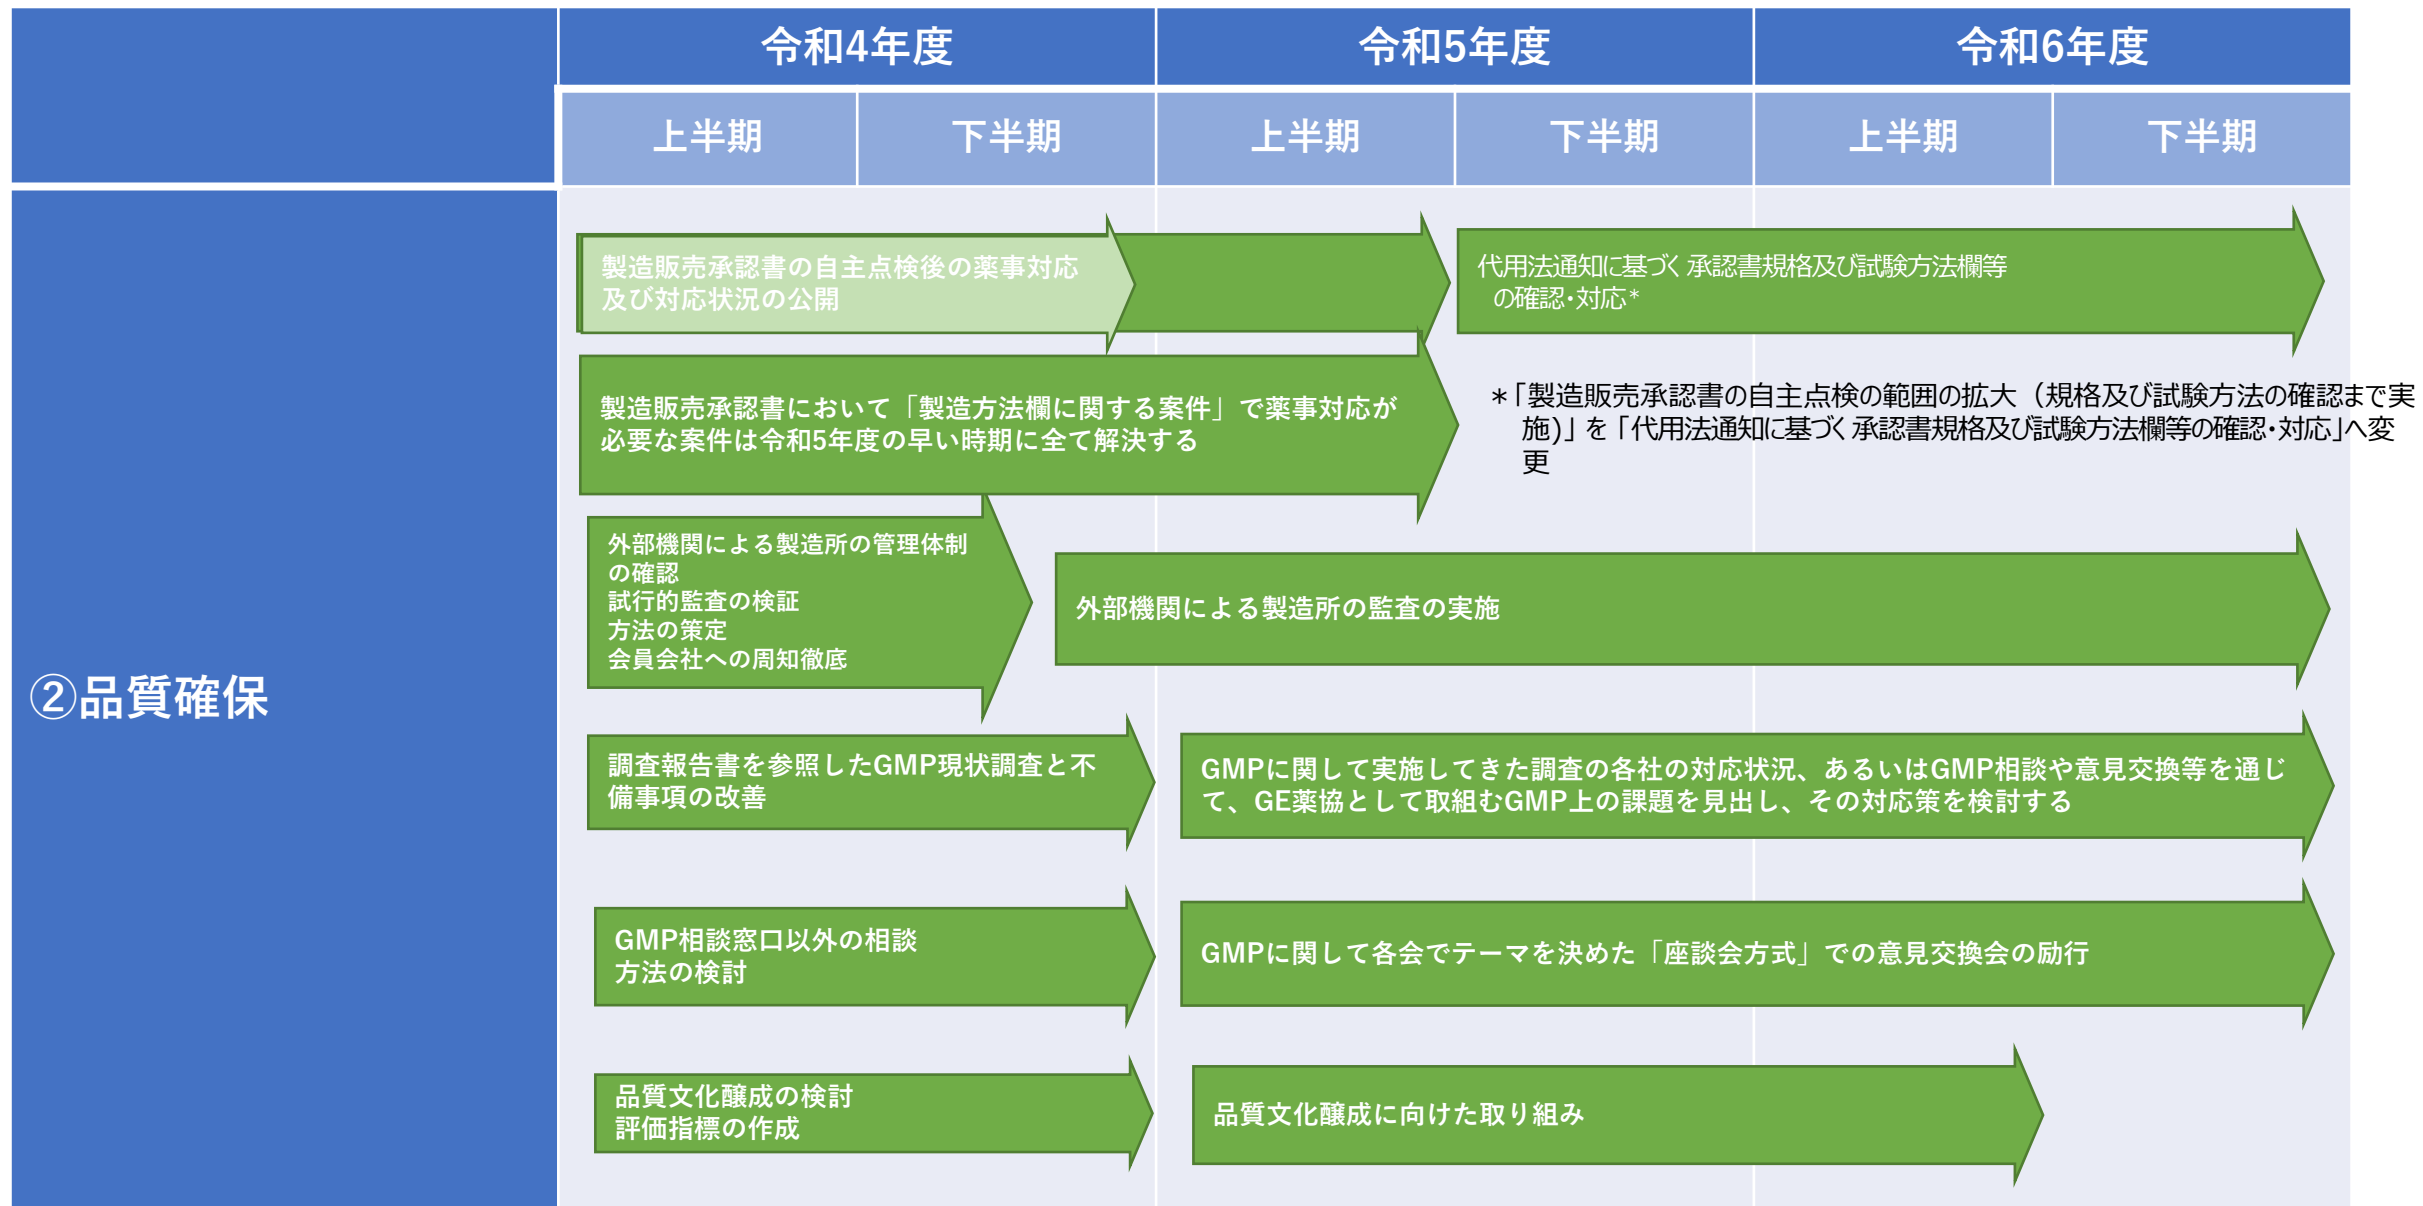 令和4年度
令和5年度
令和6年度
上半期
下半期
上半期
下半期
上半期
下半期
②品質確保
製造販売承認書の自主点検後の薬事対応
及び対応状況の公開
代用法通知に基づく承認書規格及び試験方法欄等
の確認・対応*
製造販売承認書において「製造方法欄に関する案件」で薬事対応が
必要な案件は令和5年度の早い時期に全て解決する
*「製造販売承認書の自主点検の範囲の拡大（規格及び試験方法の確認まで実
施)」を「代用法通知に基づく承認書規格及び試験方法欄等の確認・対応」へ変
更
外部機関による製造所の管理体制
の確認
試行的監査の検証
方法の策定
会員会社への周知徹底
外部機関による製造所の監査の実施
調査報告書を参照したGMP現状調査と不
備事項の改善
GMPに関して実施してきた調査の各社の対応状況、あるいはGMP相談や意見交換等を通じ
て、GE薬協として取組むGMP上の課題を見出し、その対応策を検討する
GMP相談窓口以外の相談
方法の検討
GMPに関して各会でテーマを決めた「座談会方式」での意見交換会の励行
品質文化醸成の検討
評価指標の作成
品質文化醸成に向けた取り組み